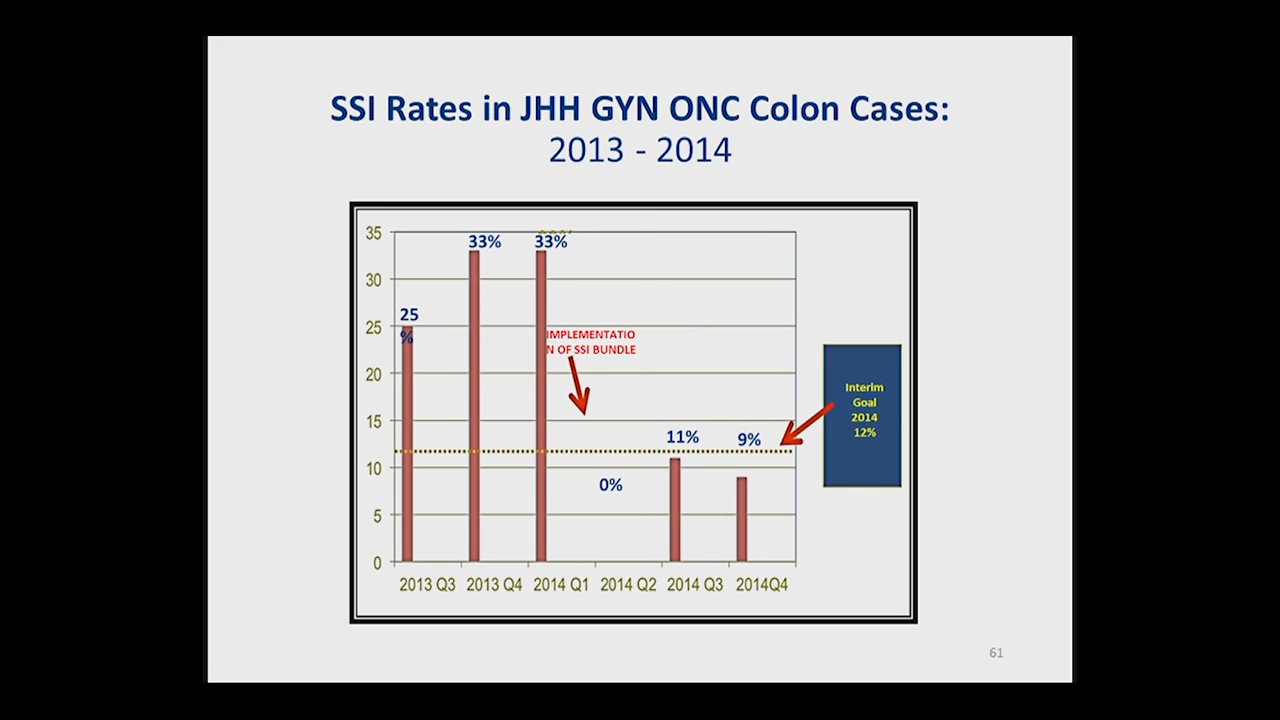 SSI Rates in JHH GYN ONC Colon Cases:
2013 - 2014
35
30
25
20
15
10
5
0
25
%
33%
33%
IMPLEMENTATIO
N OF SSI BUNDLE
0%
11%
9%
Interim
Goal
2014
12%
2013 Q3
2013 Q4
2014 Q1
2014 Q2
2014 Q3
2014Q4
61